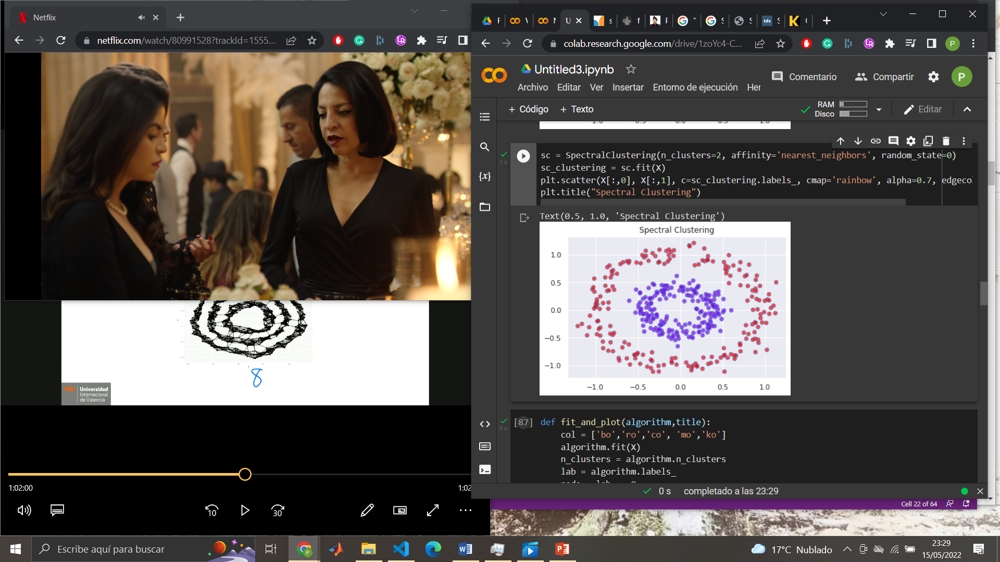 Netflix
netflix.com/watch/80991528?trackId=1555...
8
viu
Universidad
Internacional
de Valencia
1:02:00
1:02
10
30
colab.research.google.com/drive/1zoYc4-C...
P
CO
Untitled3.ipynb
Archivo Editar Ver Insertar Entorno de ejecución Her
Comentario
Compartir
P
+ Código + Texto
RAM
Disco
Editar
{x}
1 s
sc = SpectralClustering(n_clusters=2, affinity='nearest_neighbors', random_state=0)
sc_clustering = sc.fit(X)
plt.scatter(X[:,0], X[:,1], c=sc_clustering.labels_, cmap='rainbow', alpha=0.7, edgecol
plt.title("Spectral Clustering")
Text(0.5, 1.0, 'Spectral Clustering')
Spectral Clustering
1.0
0.5
0.0
−0.5
−1.0
−1.0 −0.5 0.0 0.5 1.0
[87]
0 s
def fit_and_plot(algorithm,title):
col = ['bo','ro','co', 'mo','ko']
algorithm.fit(X)
n_clusters = algorithm.n_clusters
lab = algorithm.labels_
0 s completado a las 23:29
Cell 22 of 64
Escribe aquí para buscar
17°C Nublado
23:29
15/05/2022